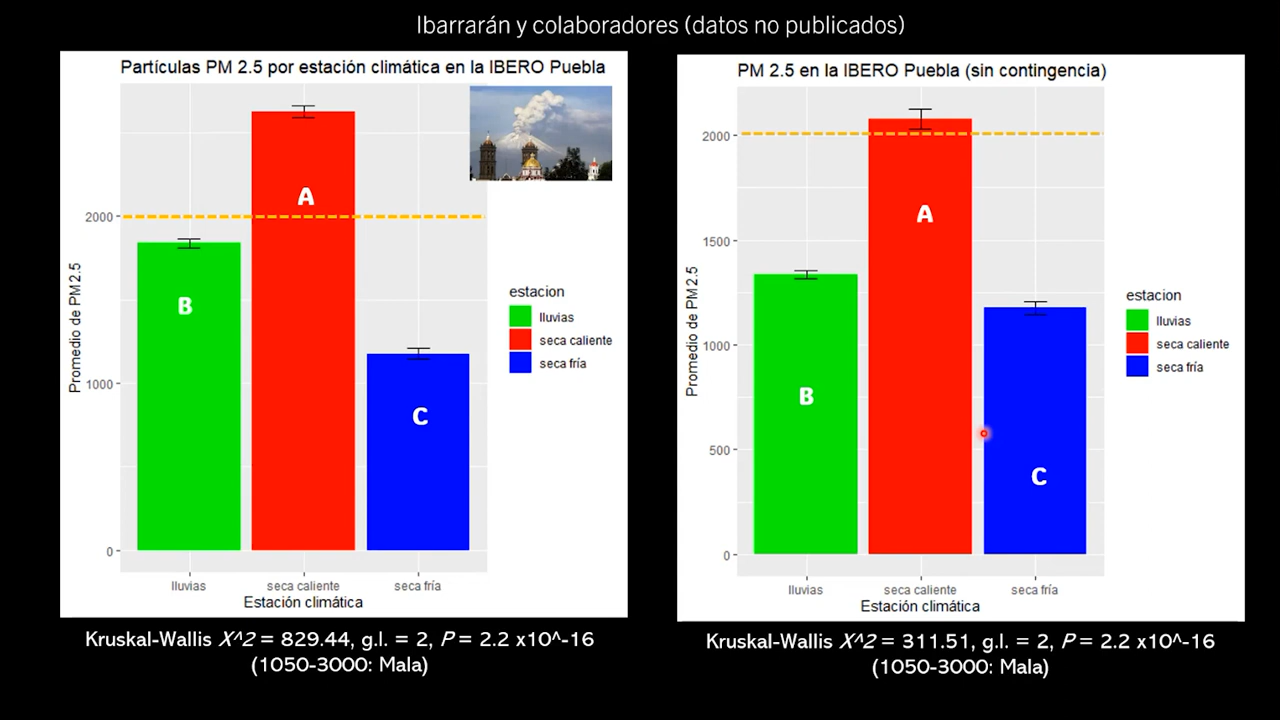 Ibarrarán y colaboradores (datos no publicados)
Partículas PM 2.5 por estación climática en la IBERO Puebla
Promedio de PM 2.5
2000
1000
0
A
B
C
lluvias
seca caliente
seca fría
Estación climática
estacion
lluvias
seca caliente
seca fría
Kruskal-Wallis X^2 = 829.44, g.l. = 2, P = 2.2 x10^-16
(1050-3000: Mala)
PM 2.5 en la IBERO Puebla (sin contingencia)
Promedio de PM 2.5
2000
1500
1000
500
0
A
B
C
lluvias
seca caliente
seca fría
Estación climática
estacion
lluvias
seca caliente
seca fría
Kruskal-Wallis X^2 = 311.51, g.l. = 2, P = 2.2 x10^-16
(1050-3000: Mala)